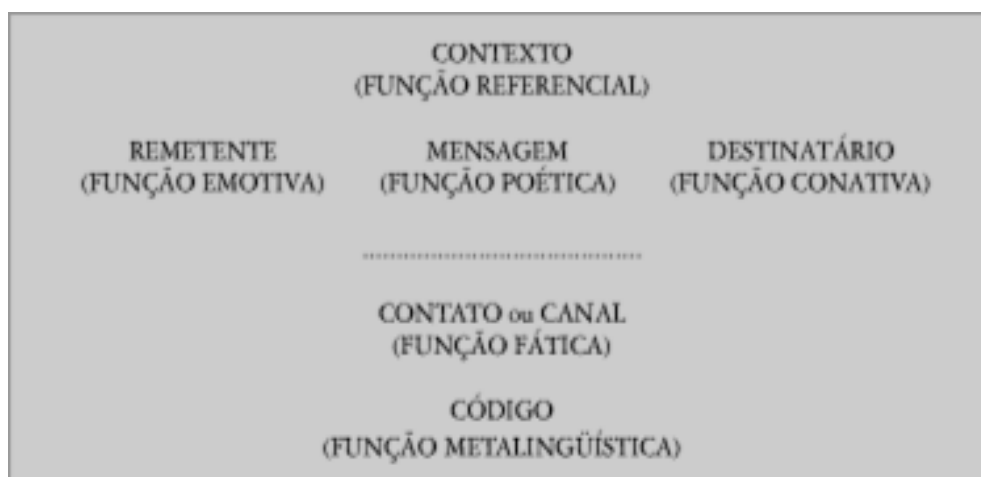 CONTEXTO
(FUNÇÃO REFERENCIAL)
REMETENTE MENSAGEM DESTINATÁRIO
(FUNÇÃO EMOTIVA) (FUNÇÃO POÉTICA) (FUNÇÃO CONATIVA)
..........................................
CONTATO ou CANAL
(FUNÇÃO FÁTICA)
CÓDIGO
(FUNÇÃO METALINGÜÍSTICA)